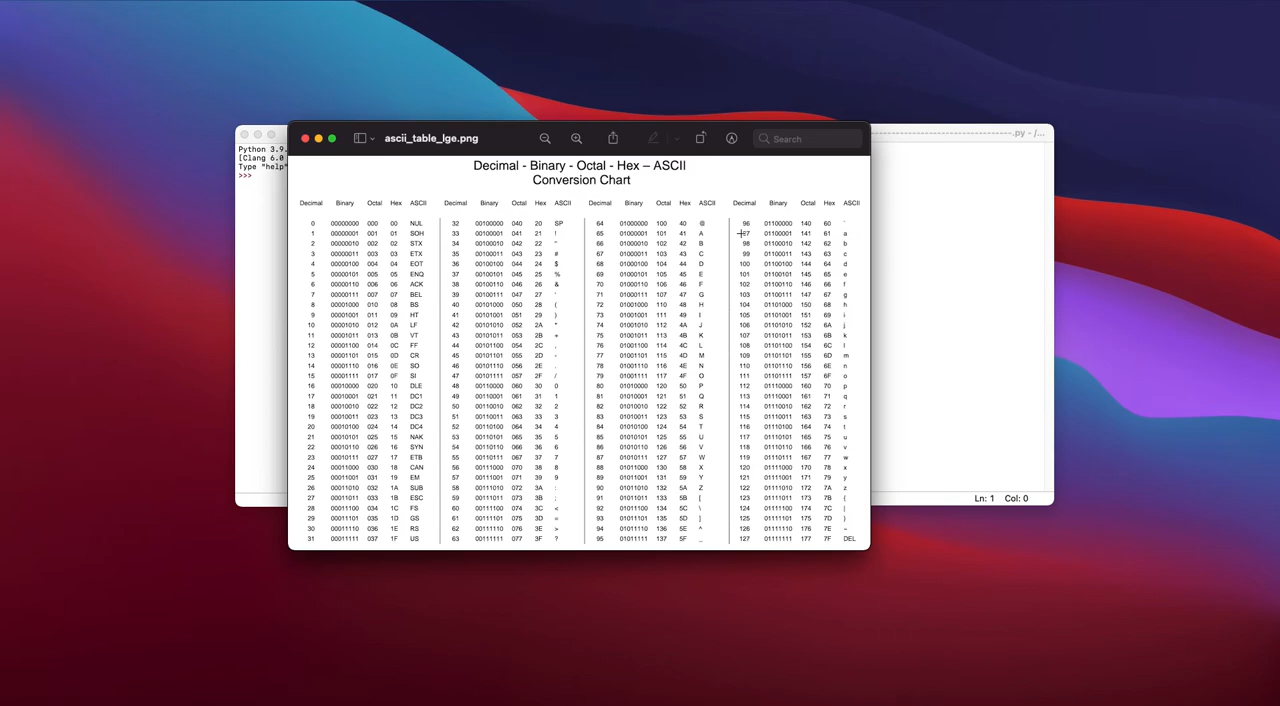 ascii_table_lge.png
Search
---------------------------------.py - /...
Python 3.9.
[Clang 6.0
Type "help"
>>>
Decimal - Binary - Octal - Hex – ASCII
Conversion Chart
Decimal Binary Octal Hex ASCII Decimal Binary Octal Hex ASCII Decimal Binary Octal Hex ASCII Decimal Binary Octal Hex ASCII
0 00000000 000 00 NUL 32 00100000 040 20 SP 64 01000000 100 40 @ 96 01100000 140 60 `
1 00000001 001 01 SOH 33 00100001 041 21 ! 65 01000001 101 41 A 97 01100001 141 61 a
2 00000010 002 02 STX 34 00100010 042 22 " 66 01000010 102 42 B 98 01100010 142 62 b
3 00000011 003 03 ETX 35 00100011 043 23 # 67 01000011 103 43 C 99 01100011 143 63 c
4 00000100 004 04 EOT 36 00100100 044 24 $ 68 01000100 104 44 D 100 01100100 144 64 d
5 00000101 005 05 ENQ 37 00100101 045 25 % 69 01000101 105 45 E 101 01100101 145 65 e
6 00000110 006 06 ACK 38 00100110 046 26 & 70 01000110 106 46 F 102 01100110 146 66 f
7 00000111 007 07 BEL 39 00100111 047 27 ' 71 01000111 107 47 G 103 01100111 147 67 g
8 00001000 010 08 BS 40 00101000 050 28 ( 72 01001000 110 48 H 104 01101000 150 68 h
9 00001001 011 09 HT 41 00101001 051 29 ) 73 01001001 111 49 I 105 01101001 151 69 i
10 00001010 012 0A LF 42 00101010 052 2A * 74 01001010 112 4A J 106 01101010 152 6A j
11 00001011 013 0B VT 43 00101011 053 2B + 75 01001011 113 4B K 107 01101011 153 6B k
12 00001100 014 0C FF 44 00101100 054 2C , 76 01001100 114 4C L 108 01101100 154 6C l
13 00001101 015 0D CR 45 00101101 055 2D - 77 01001101 115 4D M 109 01101101 155 6D m
14 00001110 016 0E SO 46 00101110 056 2E . 78 01001110 116 4E N 110 01101110 156 6E n
15 00001111 017 0F SI 47 00101111 057 2F / 79 01001111 117 4F O 111 01101111 157 6F o
16 00010000 020 10 DLE 48 00110000 060 30 0 80 01010000 120 50 P 112 01110000 160 70 p
17 00010001 021 11 DC1 49 00110001 061 31 1 81 01010001 121 51 Q 113 01110001 161 71 q
18 00010010 022 12 DC2 50 00110010 062 32 2 82 01010010 122 52 R 114 01110010 162 72 r
19 00010011 023 13 DC3 51 00110011 063 33 3 83 01010011 123 53 S 115 01110011 163 73 s
20 00010100 024 14 DC4 52 00110100 064 34 4 84 01010100 124 54 T 116 01110100 164 74 t
21 00010101 025 15 NAK 53 00110101 065 35 5 85 01010101 125 55 U 117 01110101 165 75 u
22 00010110 026 16 SYN 54 00110110 066 36 6 86 01010110 126 56 V 118 01110110 166 76 v
23 00010111 027 17 ETB 55 00110111 067 37 7 87 01010111 127 57 W 119 01110111 167 77 w
24 00011000 030 18 CAN 56 00111000 070 38 8 88 01011000 130 58 X 120 01111000 170 78 x
25 00011001 031 19 EM 57 00111001 071 39 9 89 01011001 131 59 Y 121 01111001 171 79 y
26 00011010 032 1A SUB 58 00111010 072 3A : 90 01011010 132 5A Z 122 01111010 172 7A z
27 00011011 033 1B ESC 59 00111011 073 3B ; 91 01011011 133 5B [ 123 01111011 173 7B {
28 00011100 034 1C FS 60 00111100 074 3C < 92 01011100 134 5C \ 124 01111100 174 7C |
29 00011101 035 1D GS 61 00111101 075 3D = 93 01011101 135 5D ] 125 01111101 175 7D }
30 00011110 036 1E RS 62 00111110 076 3E > 94 01011110 136 5E ^ 126 01111110 176 7E ~
31 00011111 037 1F US 63 00111111 077 3F ? 95 01011111 137 5F _ 127 01111111 177 7F DEL
Ln: 1 Col: 0